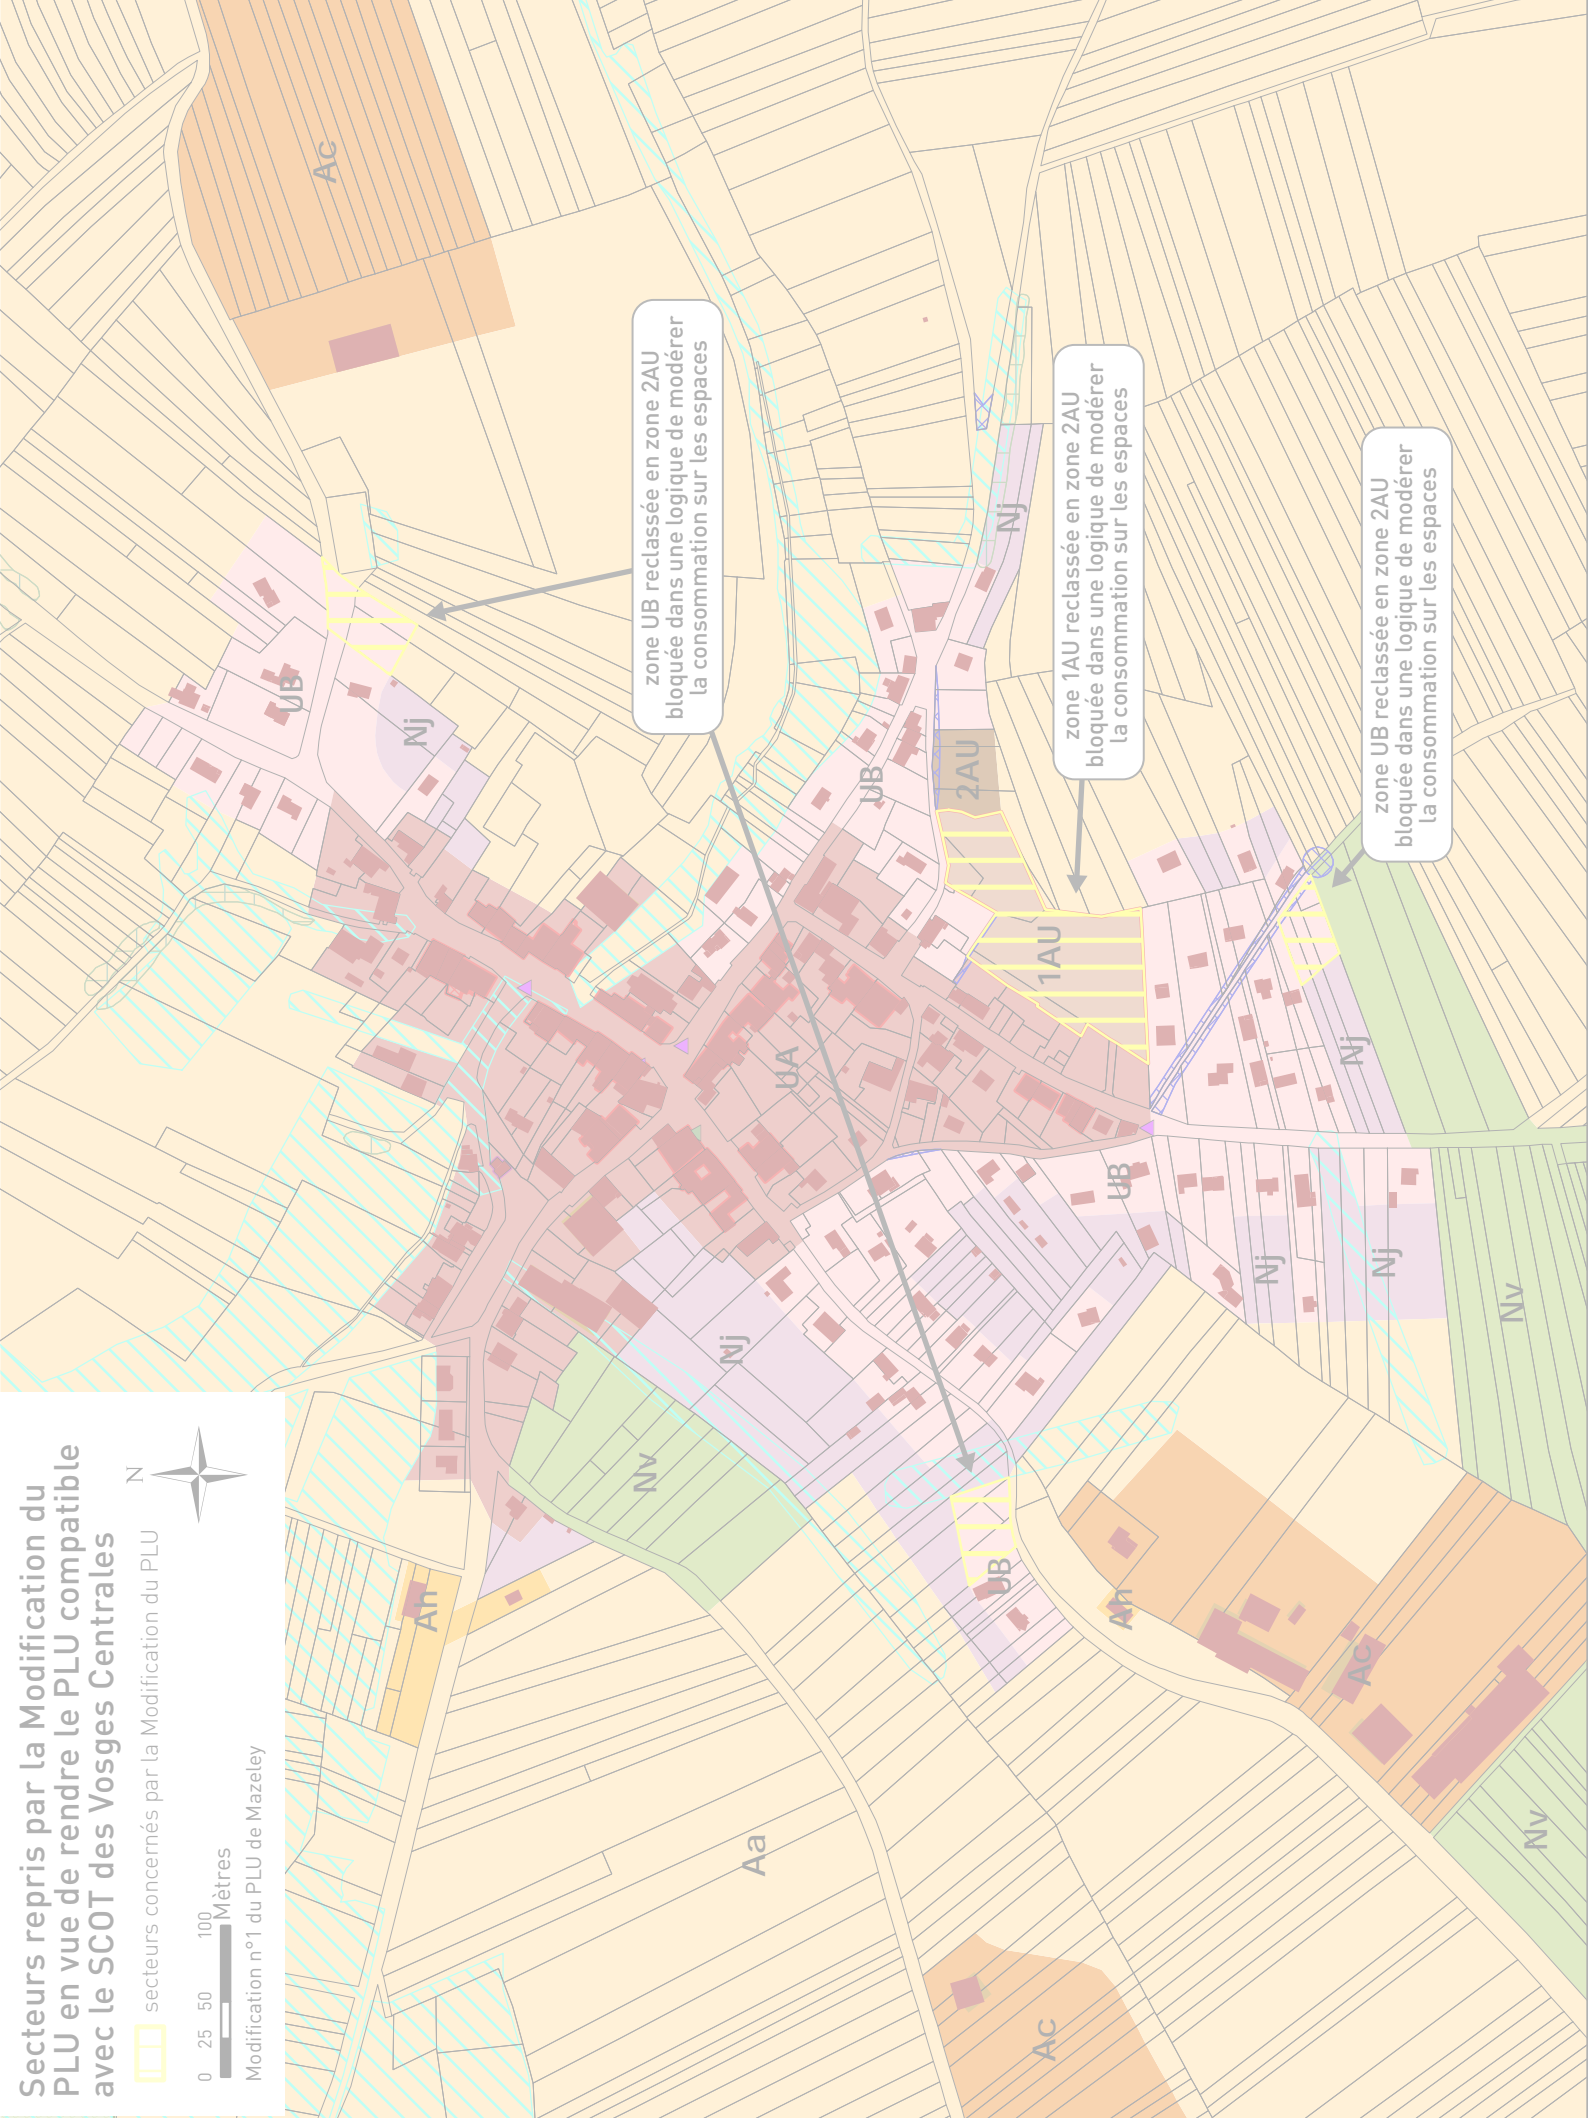 Secteurs repris par la Modification du
PLU en vue de rendre le PLU compatible
avec le SCOT des Vosges Centrales
N
secteurs concernés par la Modification du PLU
0 25 50 100
Mètres
Modification n°1 du PLU de Mazeley
zone UB reclassée en zone 2AU
bloquée dans une logique de modérer
la consommation sur les espaces
zone 1AU reclassée en zone 2AU
bloquée dans une logique de modérer
la consommation sur les espaces
zone UB reclassée en zone 2AU
bloquée dans une logique de modérer
la consommation sur les espaces
Ac
UB
Nj
Nj
UB
2AU
1AU
UA
Nj
UB
Nj
Nj
Nv
Nj
Nv
Ah
UB
Ah
Ac
Nv
Aa
Ac